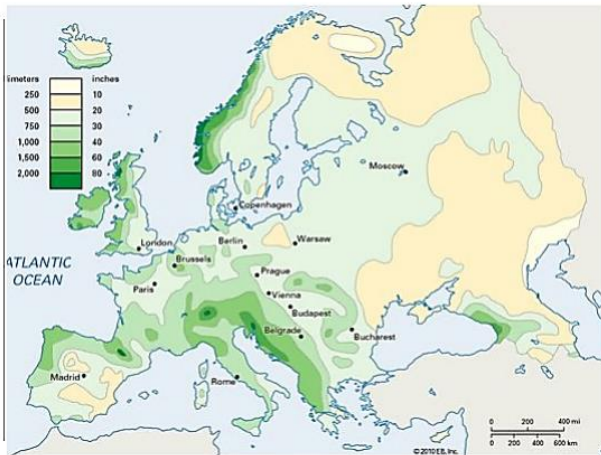 limeters inches
250 10
500 20
750 30
1,000 40
1,500 60
2,000 80
Moscow
Copenhagen
ATLANTIC
OCEAN
London
Berlin
Warsaw
Brussels
Prague
Paris
Vienna
Budapest
Belgrade
Bucharest
Madrid
Rome
0 200 400 mi
0 200 400 600 km
©2010 EB, Inc.